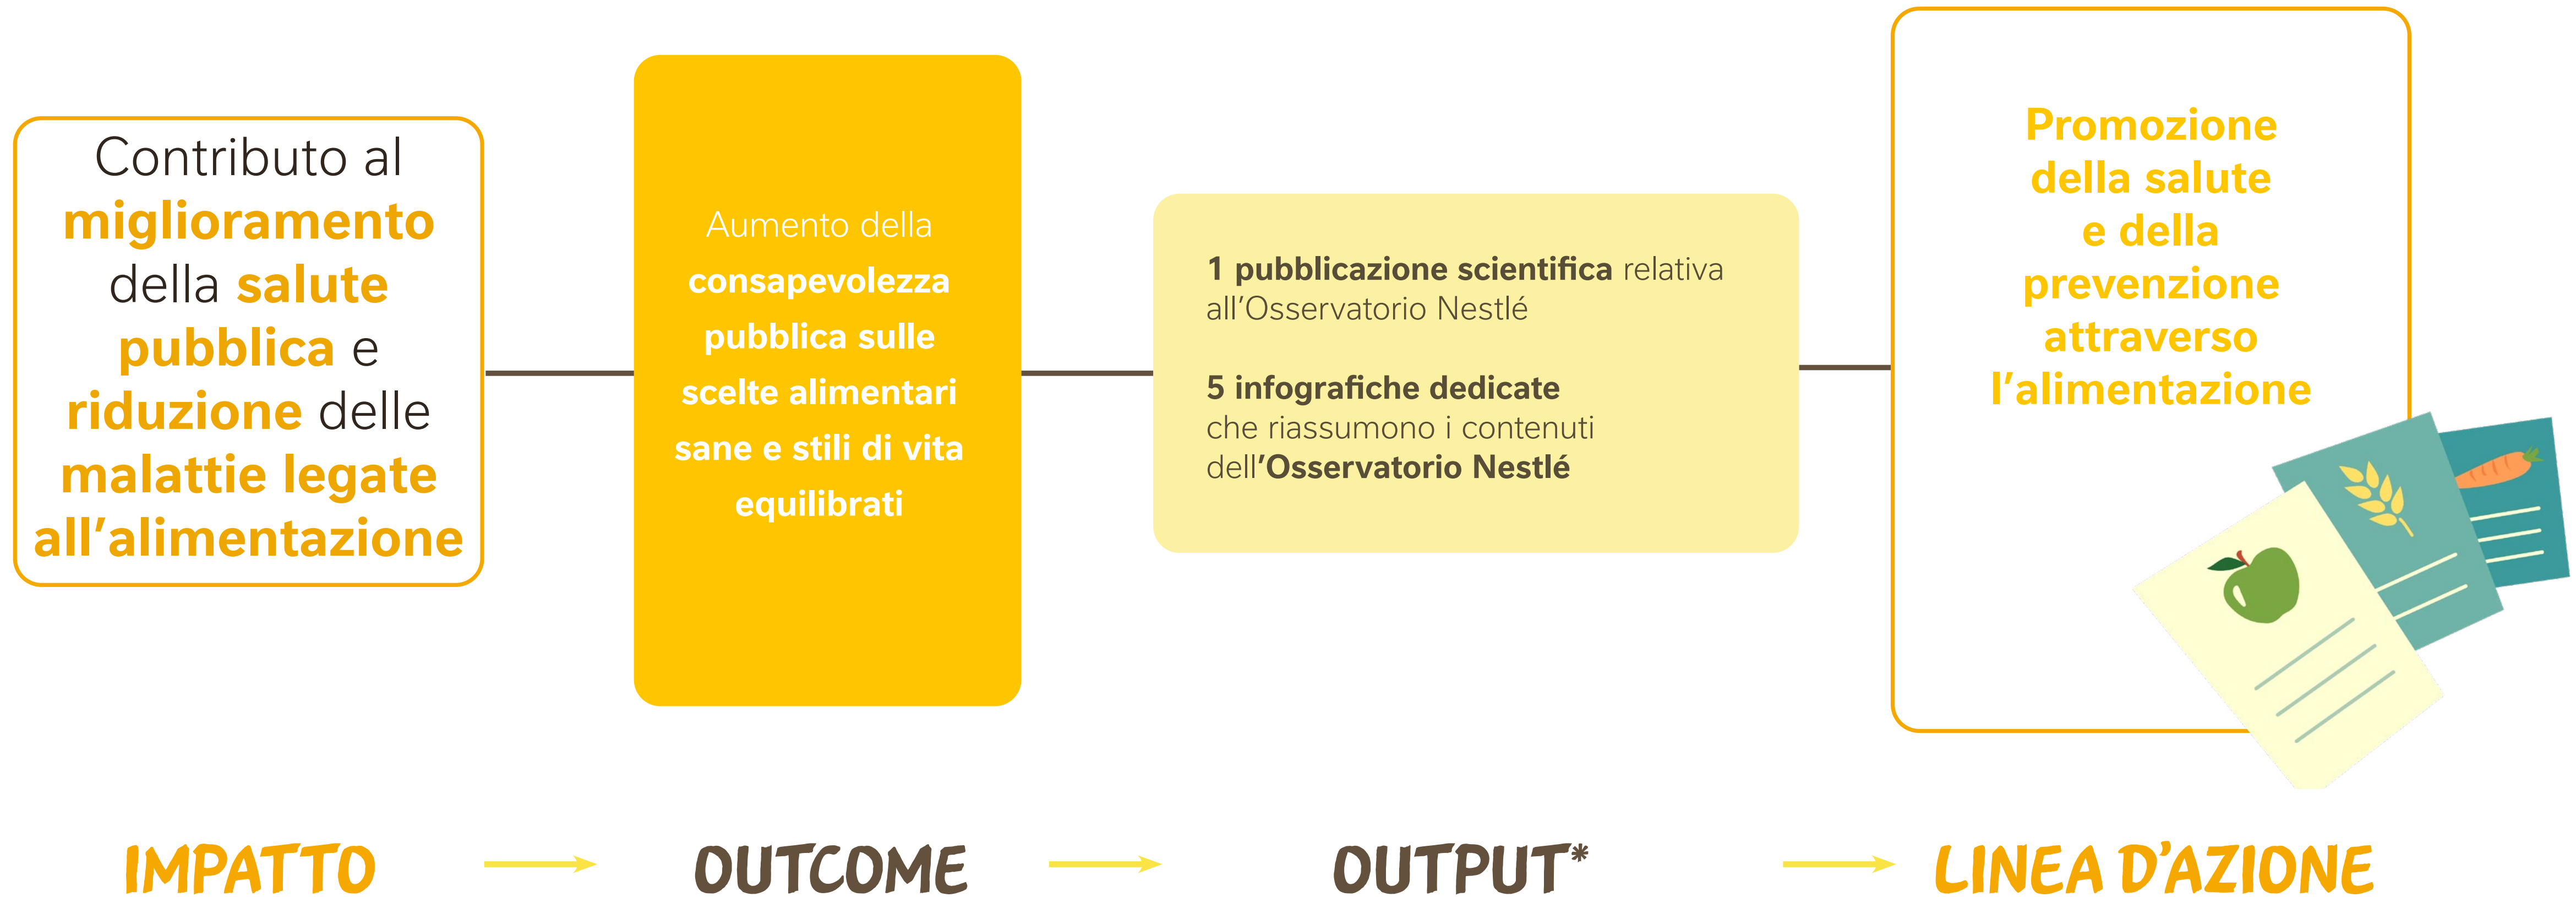 Contributo al
miglioramento
della salute
pubblica e
riduzione delle
malattie legate
all’alimentazione
Aumento della
consapevolezza
pubblica sulle
scelte alimentari
sane e stili di vita
equilibrati
1 pubblicazione scientifica relativa
all’Osservatorio Nestlé
5 infografiche dedicate
che riassumono i contenuti
dell’Osservatorio Nestlé
Promozione
della salute
e della
prevenzione
attraverso
l’alimentazione
IMPATTO
OUTCOME
OUTPUT*
LINEA D’AZIONE